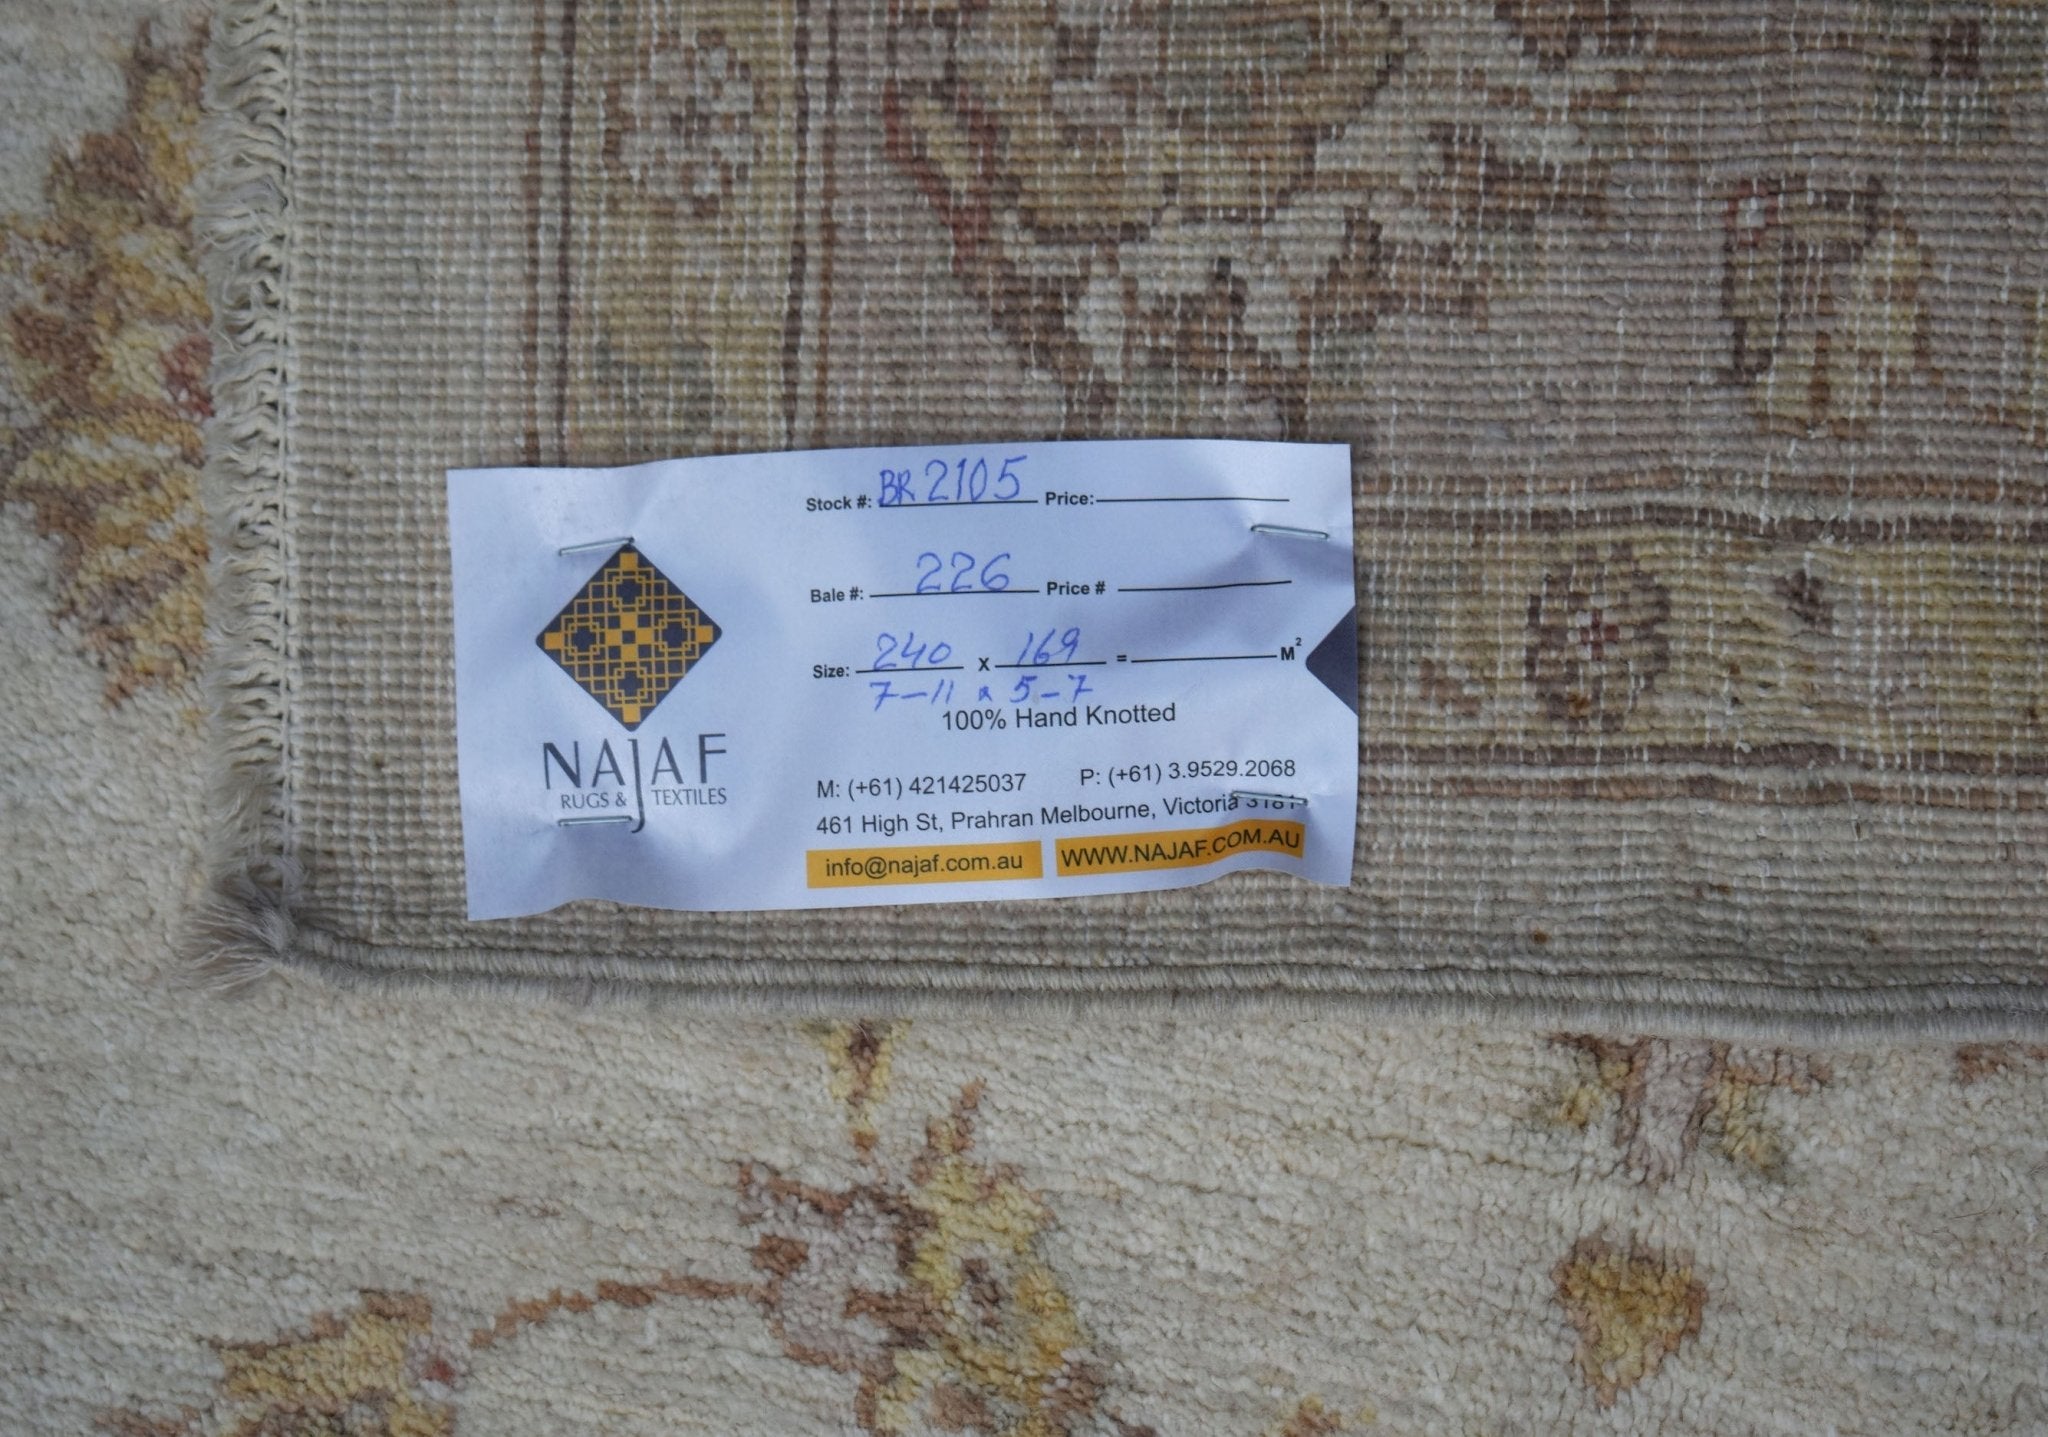 Stock #: BR 2105 Price:
Bale #: 226 Price #
Size: 240 x 169 = M²
7-11 x 5-7
100% Hand Knotted
NAJAF
RUGS & TEXTILES
M: (+61) 421425037 P: (+61) 3.9529.2068
461 High St, Prahran Melbourne, Victoria 3181
info@najaf.com.au WWW.NAJAF.COM.AU